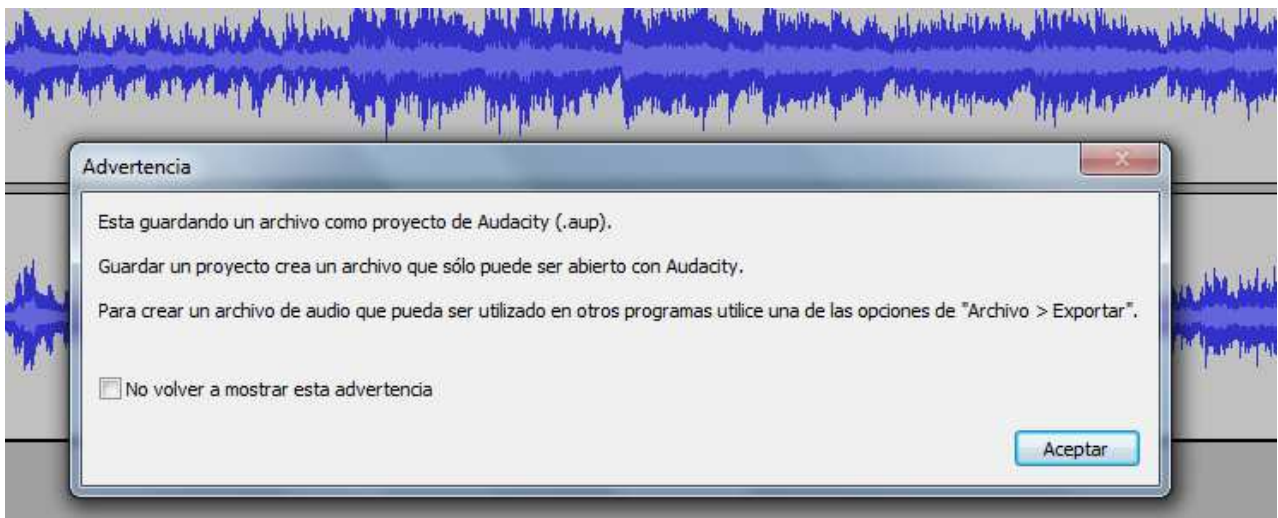 Advertencia
Esta guardando un archivo como proyecto de Audacity (.aup).
Guardar un proyecto crea un archivo que sólo puede ser abierto con Audacity.
Para crear un archivo de audio que pueda ser utilizado en otros programas utilice una de las opciones de "Archivo > Exportar".
No volver a mostrar esta advertencia
Aceptar